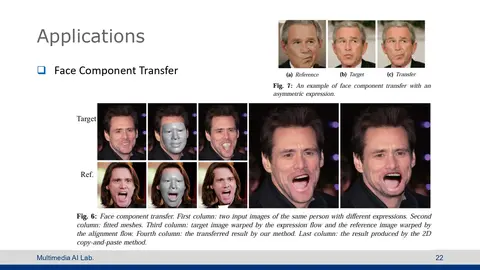 Applications
❑ Face Component Transfer
(a) Reference (b) Target (c) Transfer
Fig. 7: An example of face component transfer with an
asymmetric expression.
Target
Ref.
Fig. 6: Face component transfer. First column: two input images of the same person with different expressions. Second
column: fitted meshes. Third column: target image warped by the expression flow and the reference image warped by
the alignment flow. Fourth column: the transferred result by our method. Last column: the result produced by the 2D
copy-and-paste method.
Multimedia AI Lab. 22